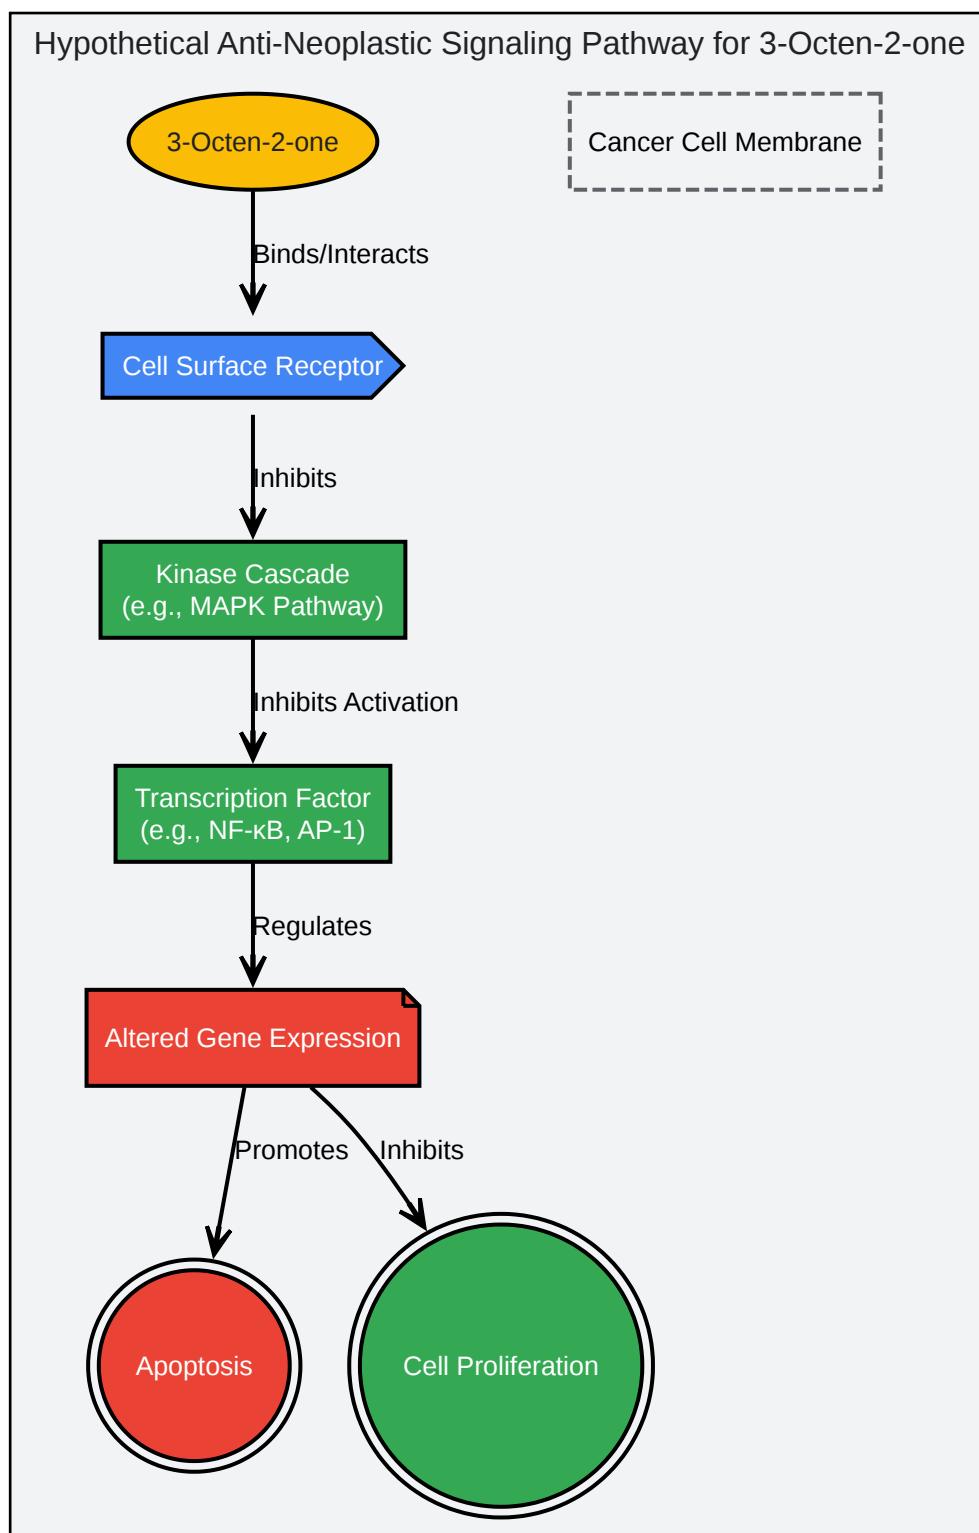 Hypothetical Anti-Neoplastic Signaling Pathway for 3-Octen-2-one
3-Octen-2-one
Cancer Cell Membrane
Binds/Interacts
Cell Surface Receptor
Inhibits
Kinase Cascade
(e.g., MAPK Pathway)
Inhibits Activation
Transcription Factor
(e.g., NF-κB, AP-1)
Regulates
Altered Gene Expression
Promotes
Inhibits
Apoptosis
Cell Proliferation